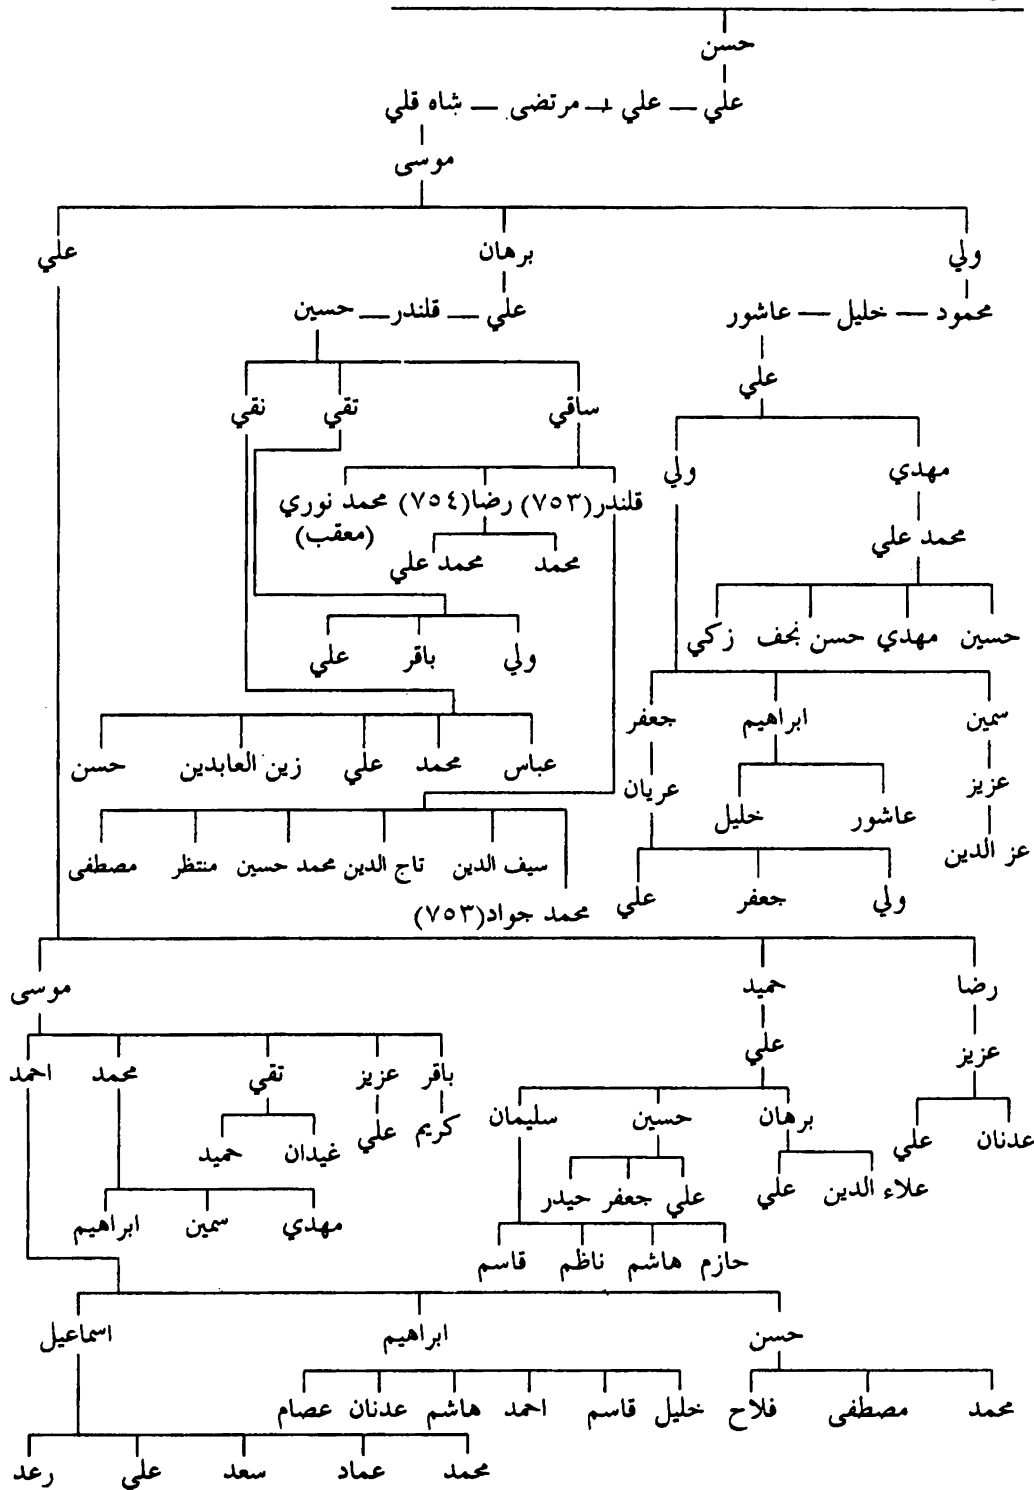 حسن
علي — علي + مرتضى — شاه قلي
موسى
ولي برهان علي
محمود — خليل — عاشور علي — قلندر — حسين
علي
ساقي تقي نقي
مهدي ولي
قلندر (٧٥٣) رضا (٧٥٤) محمد نوري
(معقب)
محمد علي محمد محمد علي
حسين مهدي حسن نجف زكي
ولي باقر علي
سمين ابراهيم جعفر
عباس محمد علي زين العابدين حسن
عزيز عريان
عاشور خليل
عز الدين سيف الدين تاج الدين محمد حسين منتظر مصطفى
ولي جعفر علي
محمد جواد (٧٥٣)
رضا حميد موسى
عزيز علي
باقر عزيز تقي محمد احمد
برهان حسين سليمان
عدنان علي كريم علي غيدان حميد
علاء الدين علي علي جعفر حيدر
مهدي سمين ابراهيم
حازم هاشم ناظم قاسم
حسن ابراهيم اسماعيل
محمد مصطفى فلاح خليل قاسم احمد هاشم عدنان عصام
محمد عماد سعد علي رعد